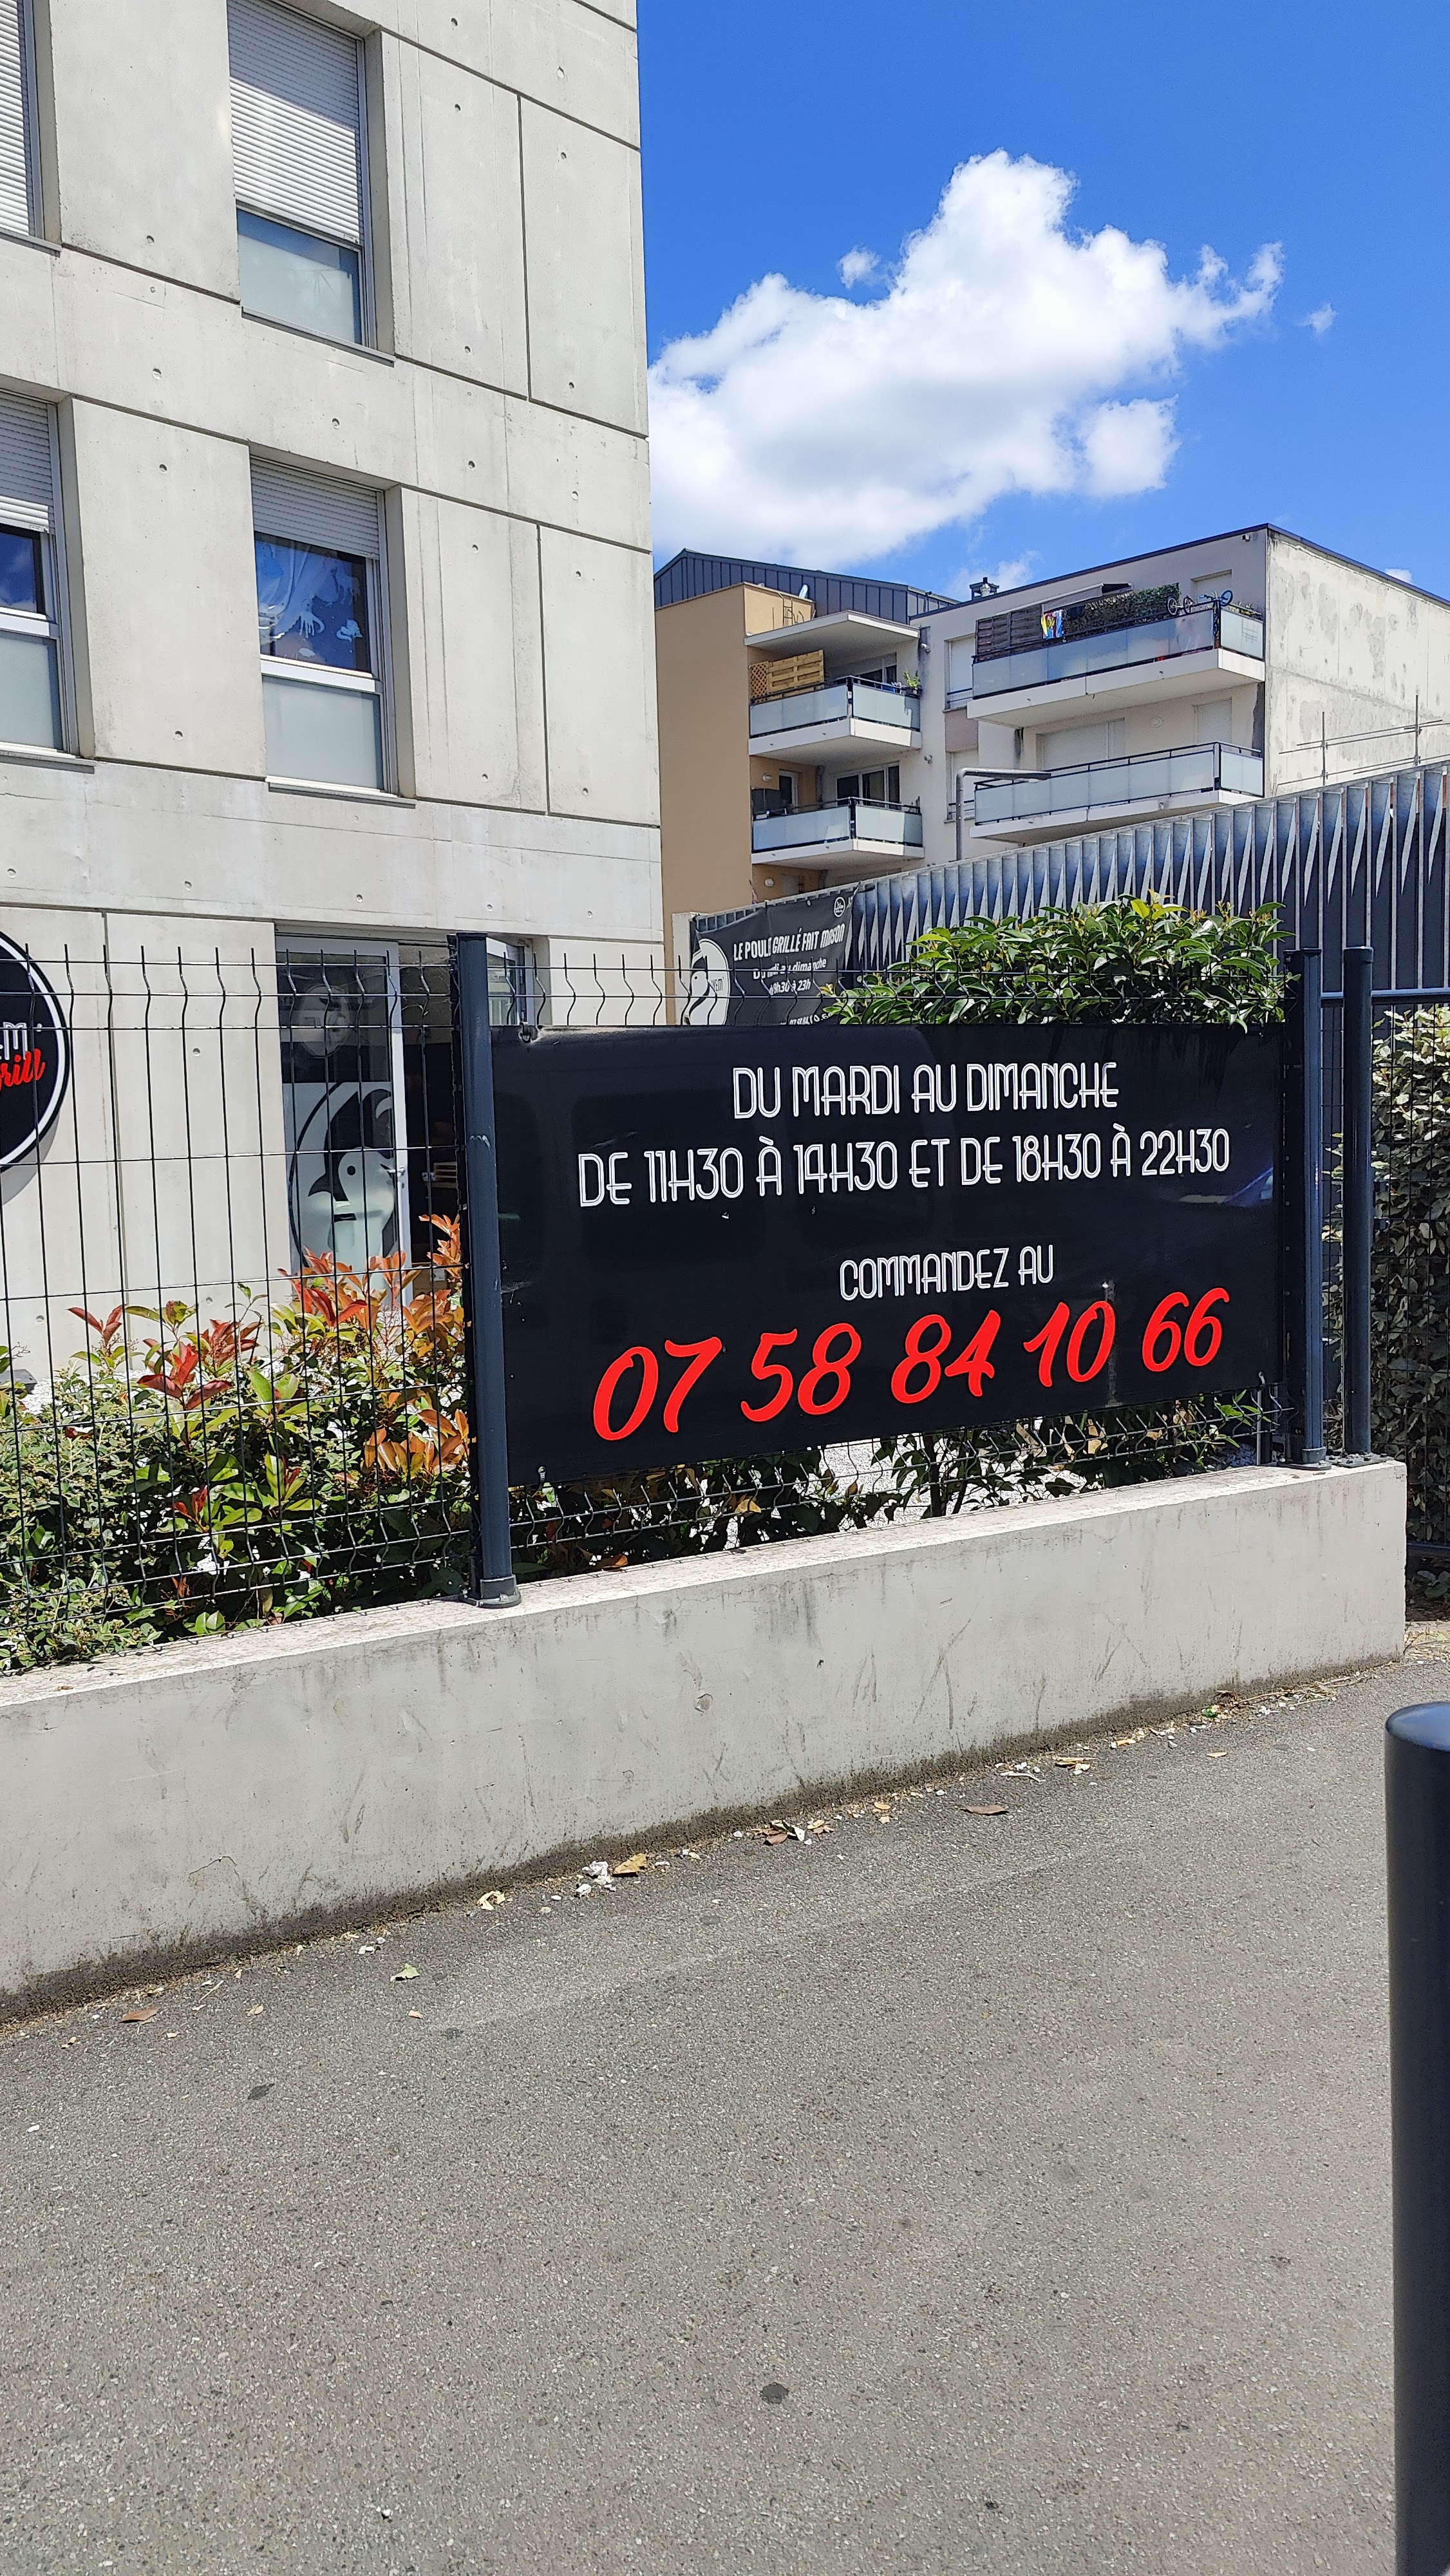 LE POULET GRILLÉ FAIT MAISON
DU MARDI AU DIMANCHE
DE 11H30 À 14H30 ET DE 18H30 À 22H30
COMMANDEZ AU
07 58 84 10 66